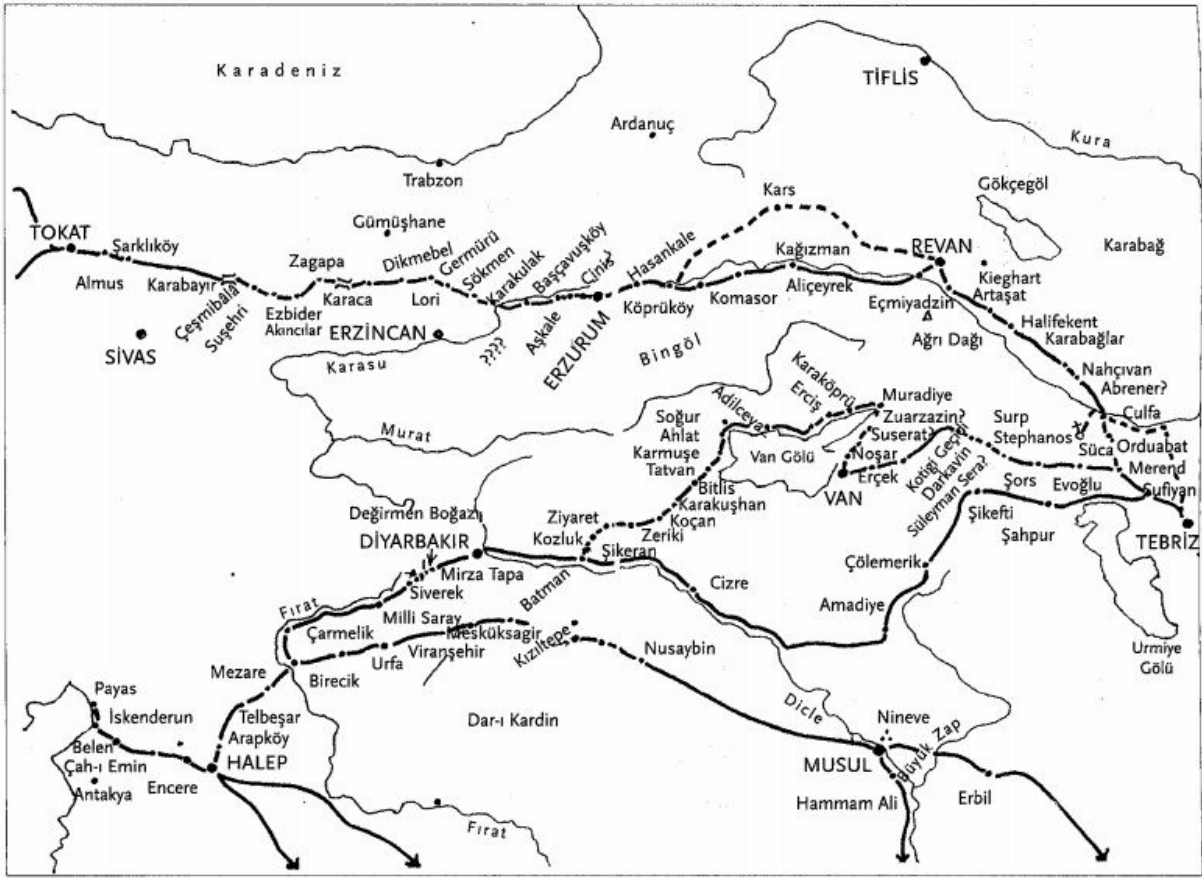 Karadeniz
TİFLİS
Kura
Ardanuç
Trabzon
Gökçegöl
Karabağ
Kars
Gümüşhane
TOKAT
Şarklıköy
Almus
Karabayır
Çeşmibala
Suşehri
Ezbider
Akıncılar
Zagapa
Karaca
Dikmebel
Lori
Germürü
Sökmen
Karakulak
????
Başçavuşköy
Aşkale
Cinis
ERZURUM
Hasankale
Köprüköy
Komasor
Kağızman
Aliçeyrek
REVAN
Eçmiyadzin
Kieghart
Artaşat
Ağrı Dağı
Halifekent
Karabağlar
Nahçıvan
Abrener?
SİVAS
ERZİNCAN
Karasu
Bingöl
Murat
Culfa
Orduabat
Süca
Surp
Stephanos
Merend
Sufiyan
TEBRİZ
Karaköprü
Erciş
Adilcevaz
Muradiye
Zuarzazin?
Suserat?
Noşar
Erçek
VAN
Van Gölü
Soğur
Ahlat
Karmuşe
Tatvan
Bitlis
Karakuşhan
Koçan
Zeriki
Ziyaret
Kozluk
Şikeran
Kotigi Geçidi
Darkavin
Süleyman Sera?
Şors
Evoğlu
Şikefti
Şahpur
Çölemerik
Amadiye
Urmiye
Gölü
Değirmen Boğazı
DİYARBAKIR
Mirza Tapa
Siverek
Milli Saray
Çarmelik
Fırat
Batman
Cizre
Mesküksagir
Viranşehir
Urfa
Birecik
Mezare
Kızıltepe
Nusaybin
Dar-ı Kardin
Dicle
Nineve
MUSUL
Büyük Zap
Hammam Ali
Erbil
Payas
İskenderun
Belen
Çah-ı Emin
Antakya
Encere
Telbeşar
Arapköy
HALEP
Fırat